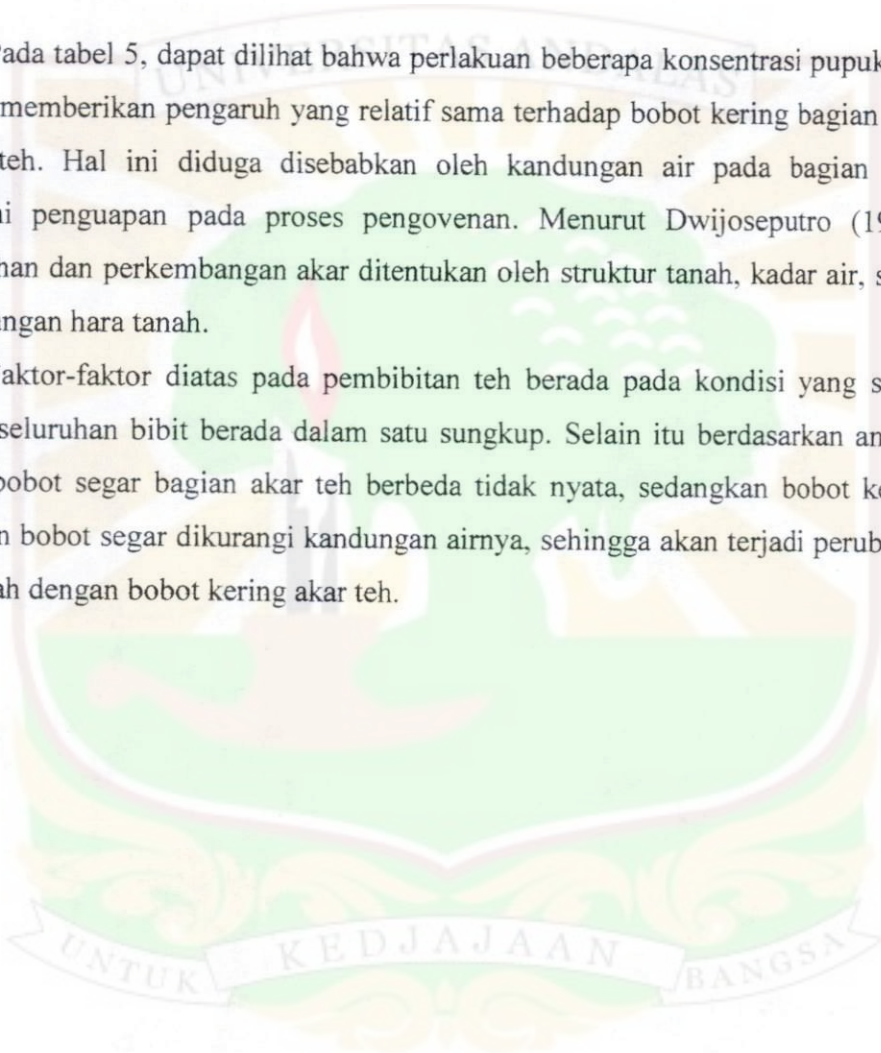 Pada tabel 5, dapat dilihat bahwa perlakuan beberapa konsentrasi pupuk
memberikan pengaruh yang relatif sama terhadap bobot kering bagian
teh. Hal ini diduga disebabkan oleh kandungan air pada bagian
penguapan pada proses pengovenan. Menurut Dwijoseputro
dan perkembangan akar ditentukan oleh struktur tanah, kadar air,
hara tanah.
aktor-faktor diatas pada pembibitan teh berada pada kondisi yang
seluruhan bibit berada dalam satu sungkup. Selain itu berdasarkan
bobot segar bagian akar teh berbeda tidak nyata, sedangkan bobot
bobot segar dikurangi kandungan airnya, sehingga akan terjadi
dengan bobot kering akar teh.
UNIVERSITAS ANDALAS
UNTUK KEDJAJAAN BANGSA